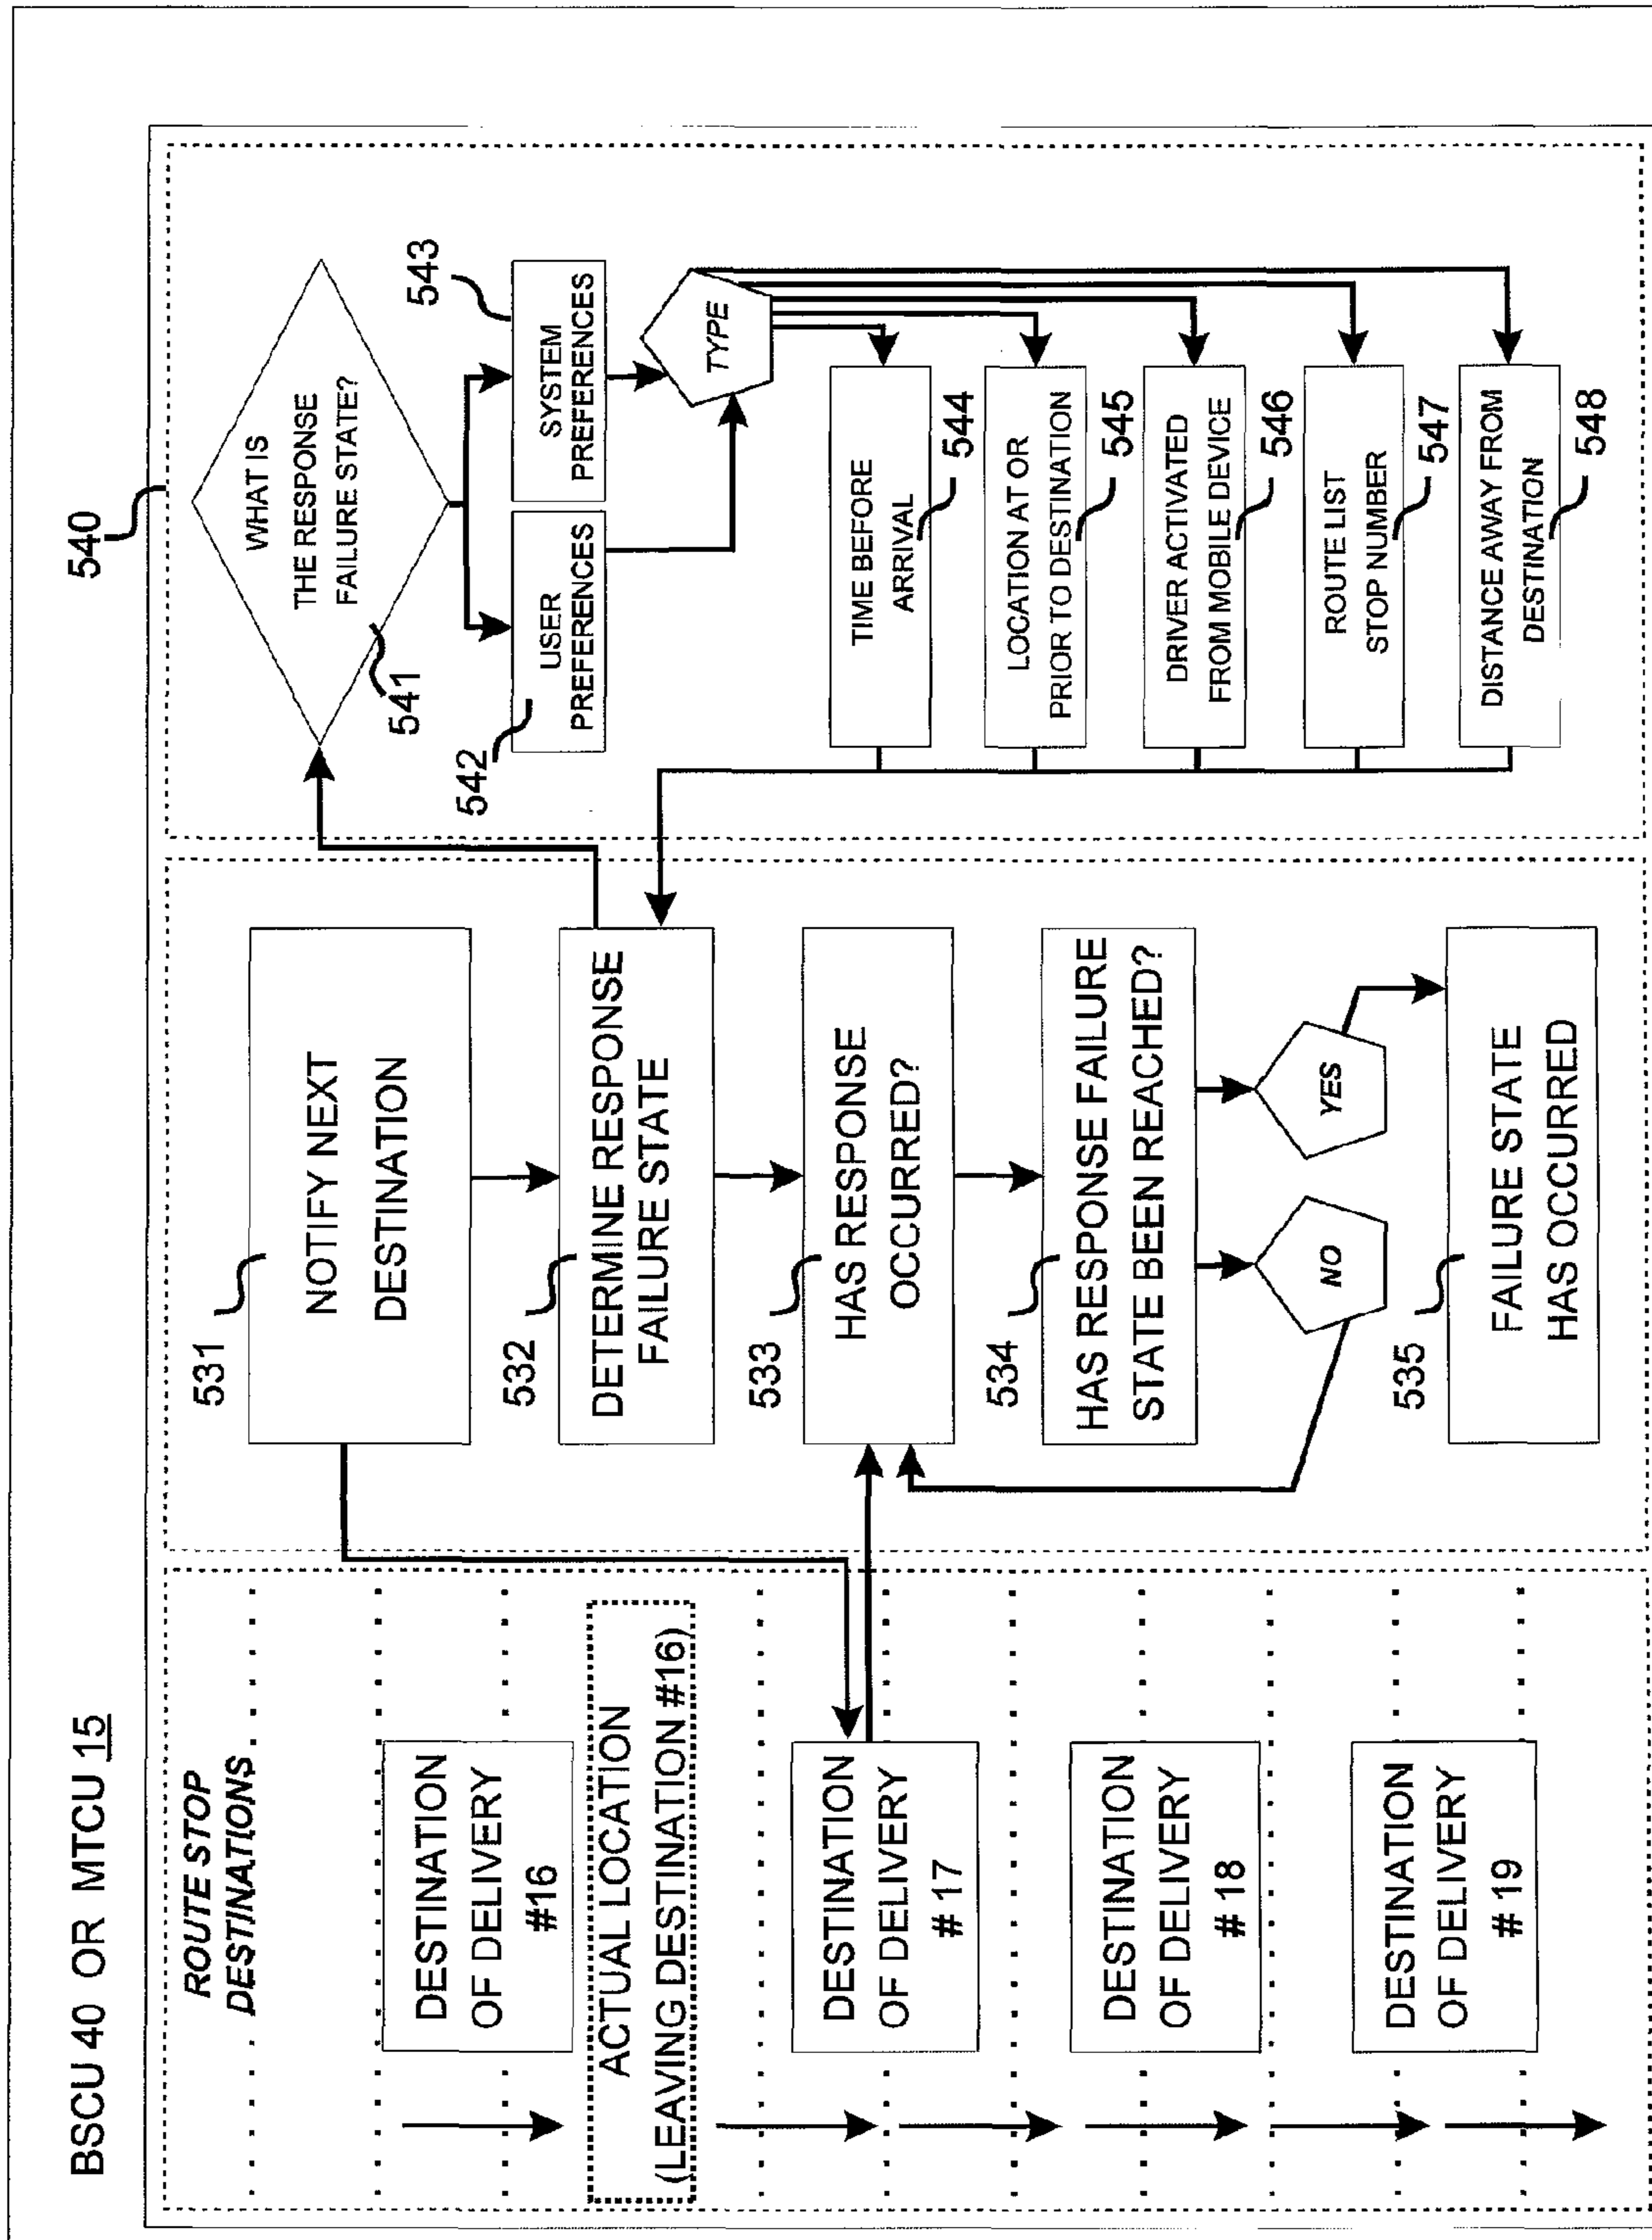 BSCU 40 OR MTCU 15
ROUTE STOP
DESTINATIONS
DESTINATION
OF DELIVERY
#16
ACTUAL LOCATION
(LEAVING DESTINATION #16)
DESTINATION
OF DELIVERY
# 17
DESTINATION
OF DELIVERY
# 18
DESTINATION
OF DELIVERY
# 19
531
NOTIFY NEXT
DESTINATION
532
DETERMINE RESPONSE
FAILURE STATE
533
HAS RESPONSE
OCCURRED?
534
HAS RESPONSE FAILURE
STATE BEEN REACHED?
NO
YES
535
FAILURE STATE
HAS OCCURRED
540
WHAT IS
THE RESPONSE
FAILURE STATE?
541
542
USER
PREFERENCES
543
SYSTEM
PREFERENCES
TYPE
TIME BEFORE
ARRIVAL
544
LOCATION AT OR
PRIOR TO DESTINATION
545
DRIVER ACTIVATED
FROM MOBILE DEVICE
546
ROUTE LIST
STOP NUMBER
547
DISTANCE AWAY FROM
DESTINATION
548